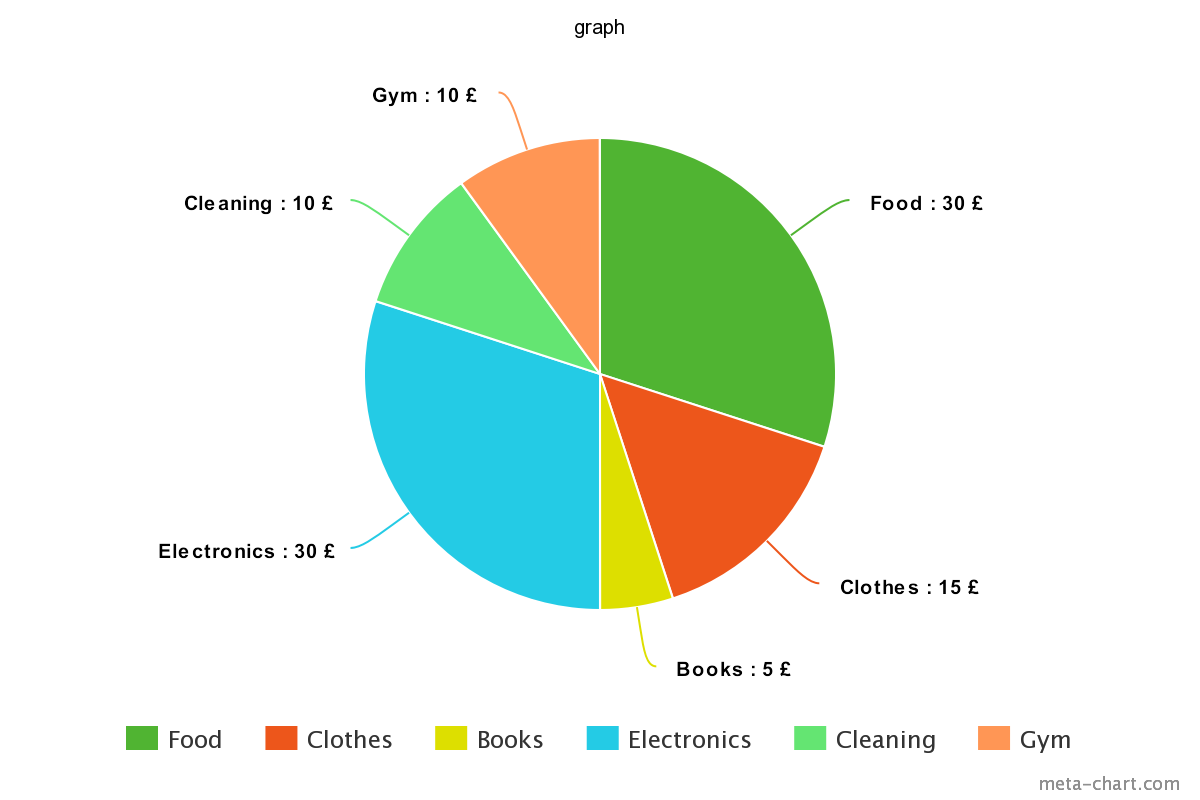 graph
Gym : 10 £
Cleaning : 10 £
Food : 30 £
Electronics : 30 £
Clothes : 15 £
Books : 5 £
Food Clothes Books Electronics Cleaning Gym
meta-chart.com